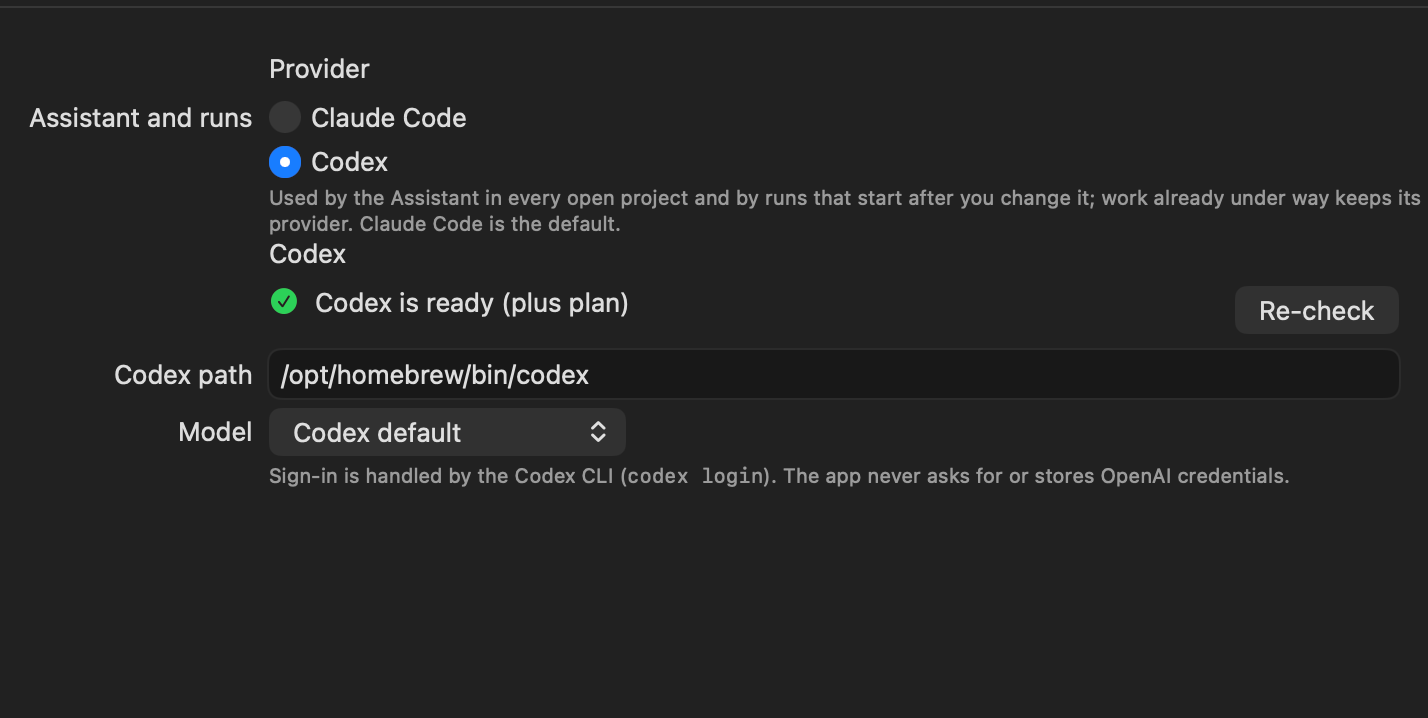 Provider
Assistant and runs Claude Code
Codex
Used by the Assistant in every open project and by runs that start after you change it; work already under way keeps its
provider. Claude Code is the default.
Codex
Codex is ready (plus plan)
Re-check
Codex path /opt/homebrew/bin/codex
Model Codex default
Sign-in is handled by the Codex CLI (codex login). The app never asks for or stores OpenAI credentials.